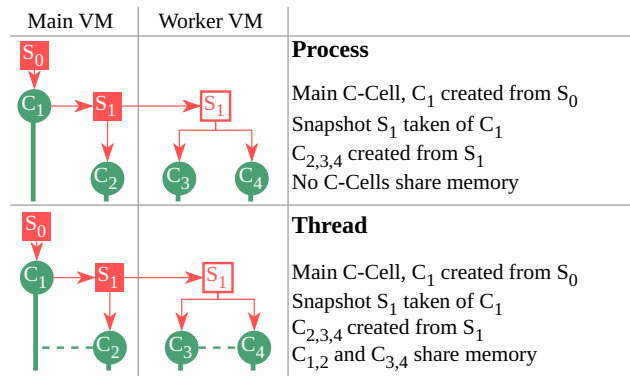 Main VM Worker VM
S0
Process
C1 S1 S1
Main C-Cell, C1 created from S0
Snapshot S1 taken of C1
C2,3,4 created from S1
C2 C3 C4
No C-Cells share memory
S0
Thread
C1 S1 S1
Main C-Cell, C1 created from S0
Snapshot S1 taken of C1
C2,3,4 created from S1
C2 C3 C4
C1,2 and C3,4 share memory